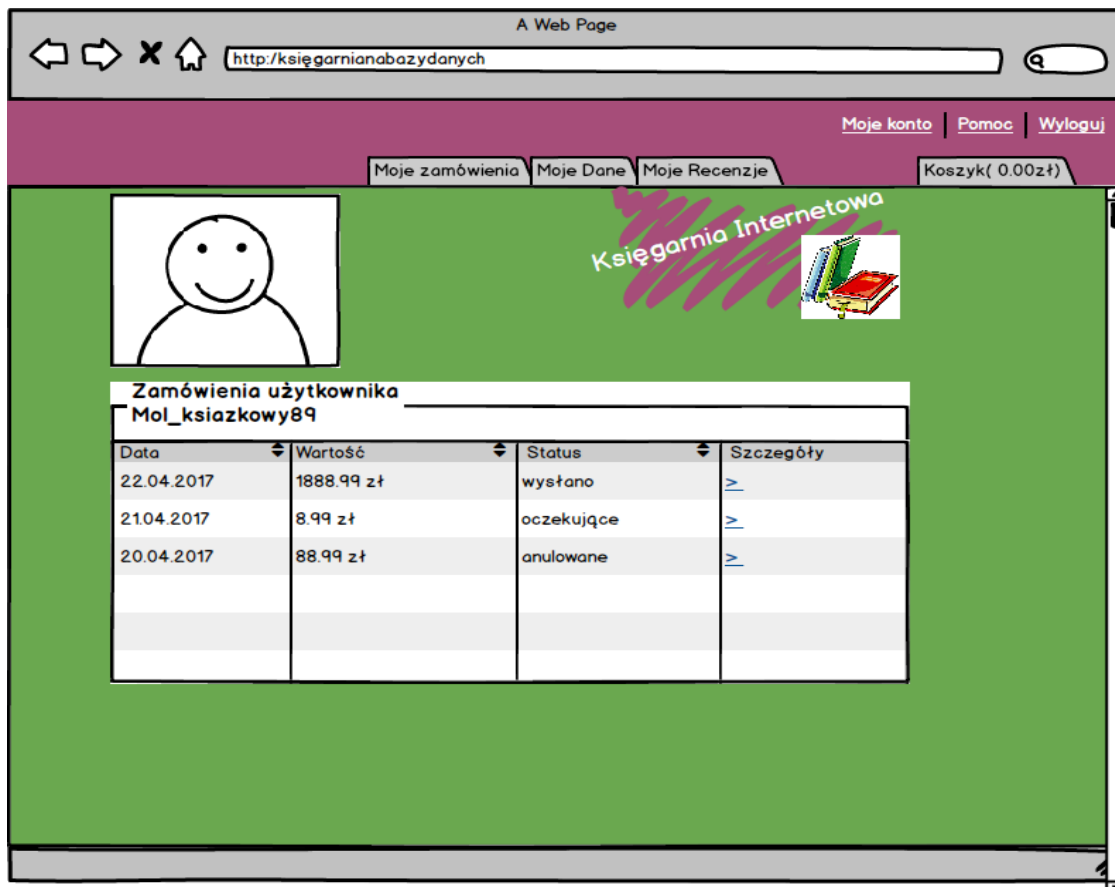 A Web Page
http:/księgarnianabazydanych
Moje konto Pomoc Wyloguj
Moje zamówienia Moje Dane Moje Recenzje Koszyk( 0.00zł)
Księgarnia Internetowa
Zamówienia użytkownika
Mol_ksiazkowy89
Data Wartość Status Szczegóły
22.04.2017 1888.99 zł wysłano >
21.04.2017 8.99 zł oczekujące >
20.04.2017 88.99 zł anulowane >